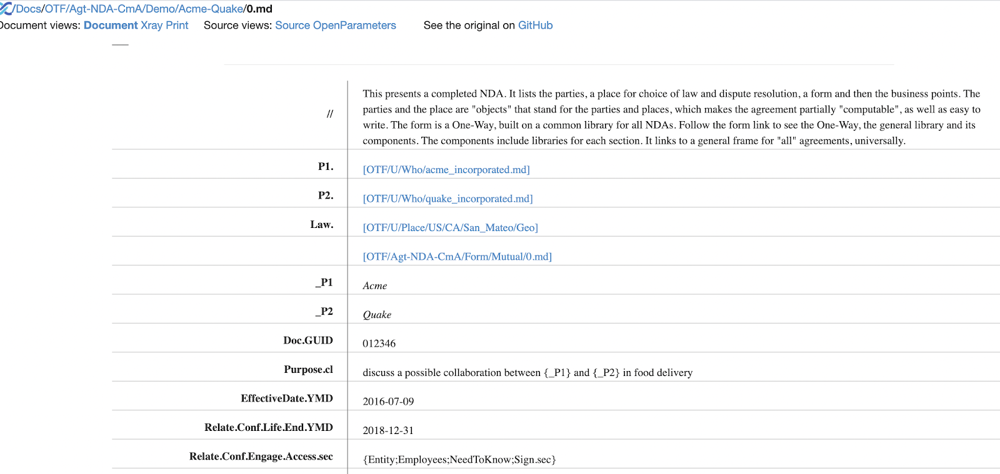 /Docs/OTF/Agt-NDA-CmA/Demo/Acme-Quake/0.md
Document views: Document Xray Print Source views: Source OpenParameters See the original on GitHub
// This presents a completed NDA. It lists the parties, a place for choice of law and dispute resolution, a form and then the business points. The
parties and the place are "objects" that stand for the parties and places, which makes the agreement partially "computable", as well as easy to
write. The form is a One-Way, built on a common library for all NDAs. Follow the form link to see the One-Way, the general library and its
components. The components include libraries for each section. It links to a general frame for "all" agreements, universally.
P1. [OTF/U/Who/acme_incorporated.md]
P2. [OTF/U/Who/quake_incorporated.md]
Law. [OTF/U/Place/US/CA/San_Mateo/Geo]
[OTF/Agt-NDA-CmA/Form/Mutual/0.md]
_P1 Acme
_P2 Quake
Doc.GUID 012346
Purpose.cl discuss a possible collaboration between {_P1} and {_P2} in food delivery
EffectiveDate.YMD 2016-07-09
Relate.Conf.Life.End.YMD 2018-12-31
Relate.Conf.Engage.Access.sec {Entity;Employees;NeedToKnow;Sign.sec}